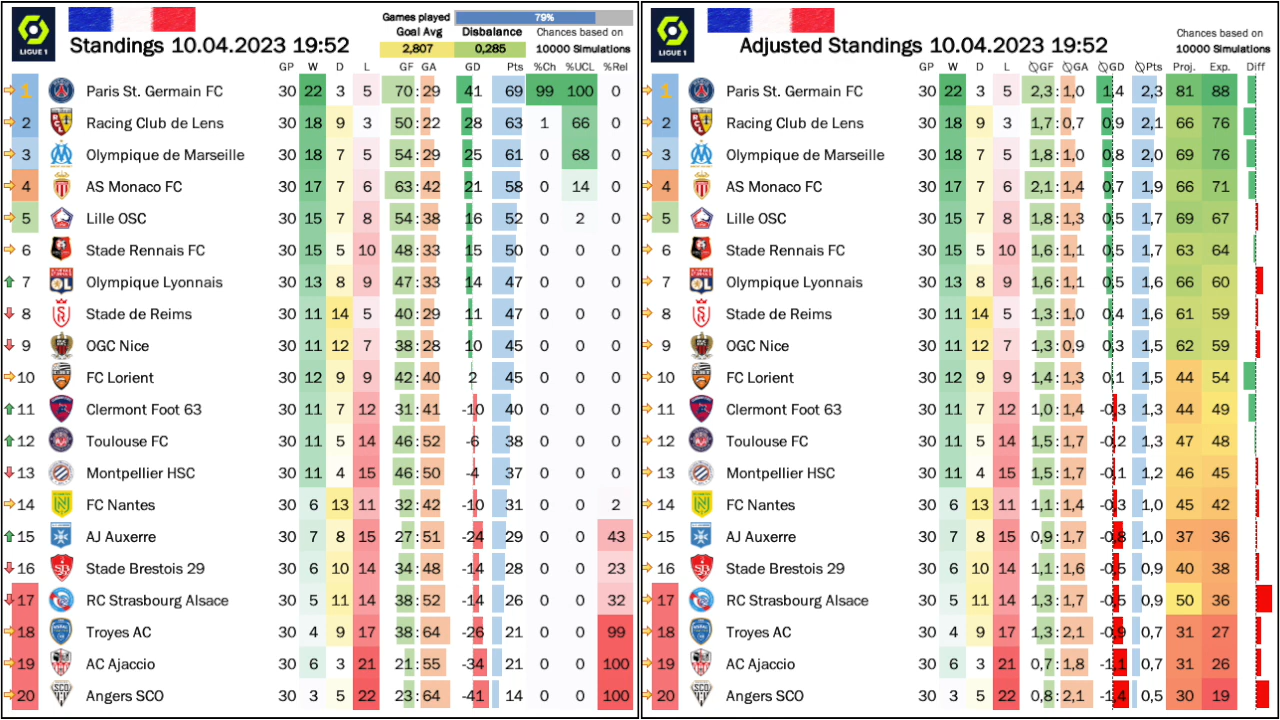 LIGUE 1
Standings 10.04.2023 19:52
Games played 79%
Goal Avg Disbalance
2,807 0,285
Chances based on
10000 Simulations
GP W D L GF GA GD Pts %Ch %UCL %Rel
1 Paris St. Germain FC 30 22 3 5 70 : 29 41 69 99 100 0
2 Racing Club de Lens 30 18 9 3 50 : 22 28 63 1 66 0
3 Olympique de Marseille 30 18 7 5 54 : 29 25 61 0 68 0
4 AS Monaco FC 30 17 7 6 63 : 42 21 58 0 14 0
5 Lille OSC 30 15 7 8 54 : 38 16 52 0 2 0
6 Stade Rennais FC 30 15 5 10 48 : 33 15 50 0 0 0
7 Olympique Lyonnais 30 13 8 9 47 : 33 14 47 0 0 0
8 Stade de Reims 30 11 14 5 40 : 29 11 47 0 0 0
9 OGC Nice 30 11 12 7 38 : 28 10 45 0 0 0
10 FC Lorient 30 12 9 9 42 : 40 2 45 0 0 0
11 Clermont Foot 63 30 11 7 12 31 : 41 -10 40 0 0 0
12 Toulouse FC 30 11 5 14 46 : 52 -6 38 0 0 0
13 Montpellier HSC 30 11 4 15 46 : 50 -4 37 0 0 0
14 FC Nantes 30 6 13 11 32 : 42 -10 31 0 0 2
15 AJ Auxerre 30 7 8 15 27 : 51 -24 29 0 0 43
16 Stade Brestois 29 30 6 10 14 34 : 48 -14 28 0 0 23
17 RC Strasbourg Alsace 30 5 11 14 38 : 52 -14 26 0 0 32
18 Troyes AC 30 4 9 17 38 : 64 -26 21 0 0 99
19 AC Ajaccio 30 6 3 21 21 : 55 -34 21 0 0 100
20 Angers SCO 30 3 5 22 23 : 64 -41 14 0 0 100
LIGUE 1
Adjusted Standings 10.04.2023 19:52
Chances based on
10000 Simulations
GP W D L ∅GF ∅GA ∅GD ∅Pts Proj. Exp. Diff
1 Paris St. Germain FC 30 22 3 5 2,3 : 1,0 1,4 2,3 81 88
2 Racing Club de Lens 30 18 9 3 1,7 : 0,7 0,9 2,1 66 76
3 Olympique de Marseille 30 18 7 5 1,8 : 1,0 0,8 2,0 69 76
4 AS Monaco FC 30 17 7 6 2,1 : 1,4 0,7 1,9 66 71
5 Lille OSC 30 15 7 8 1,8 : 1,3 0,5 1,7 69 67
6 Stade Rennais FC 30 15 5 10 1,6 : 1,1 0,5 1,7 63 64
7 Olympique Lyonnais 30 13 8 9 1,6 : 1,1 0,5 1,6 66 60
8 Stade de Reims 30 11 14 5 1,3 : 1,0 0,4 1,6 61 59
9 OGC Nice 30 11 12 7 1,3 : 0,9 0,3 1,5 62 59
10 FC Lorient 30 12 9 9 1,4 : 1,3 0,1 1,5 44 54
11 Clermont Foot 63 30 11 7 12 1,0 : 1,4 -0,3 1,3 44 49
12 Toulouse FC 30 11 5 14 1,5 : 1,7 -0,2 1,3 47 48
13 Montpellier HSC 30 11 4 15 1,5 : 1,7 -0,1 1,2 46 45
14 FC Nantes 30 6 13 11 1,1 : 1,4 -0,3 1,0 45 42
15 AJ Auxerre 30 7 8 15 0,9 : 1,7 -0,8 1,0 37 36
16 Stade Brestois 29 30 6 10 14 1,1 : 1,6 -0,5 0,9 40 38
17 RC Strasbourg Alsace 30 5 11 14 1,3 : 1,7 -0,5 0,9 50 36
18 Troyes AC 30 4 9 17 1,3 : 2,1 -0,9 0,7 31 27
19 AC Ajaccio 30 6 3 21 0,7 : 1,8 -1,1 0,7 31 26
20 Angers SCO 30 3 5 22 0,8 : 2,1 -1,4 0,5 30 19